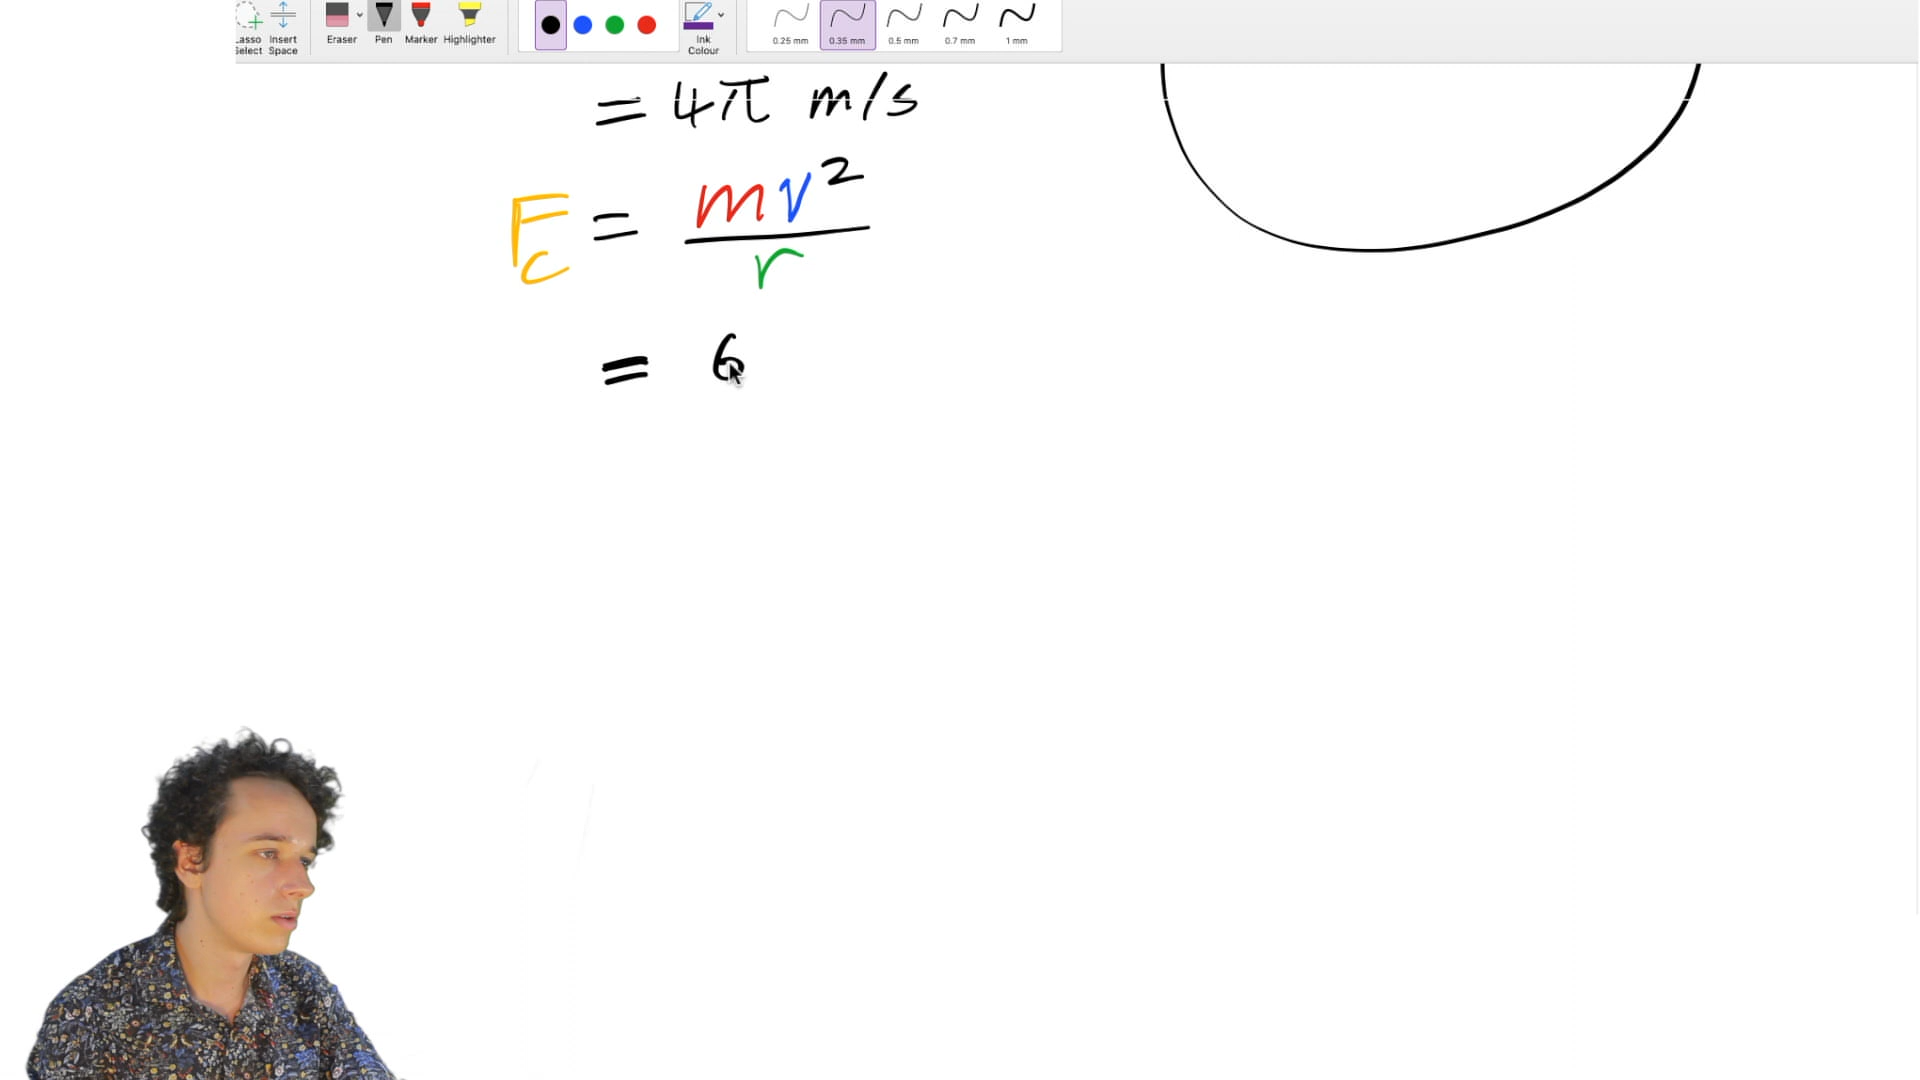 Lasso Select
Insert Space
Eraser
Pen
Marker
Highlighter
Ink Colour
0.25 mm
0.35 mm
0.5 mm
0.7 mm
1 mm
= 4π m/s
F_c = mv² / r
= 6